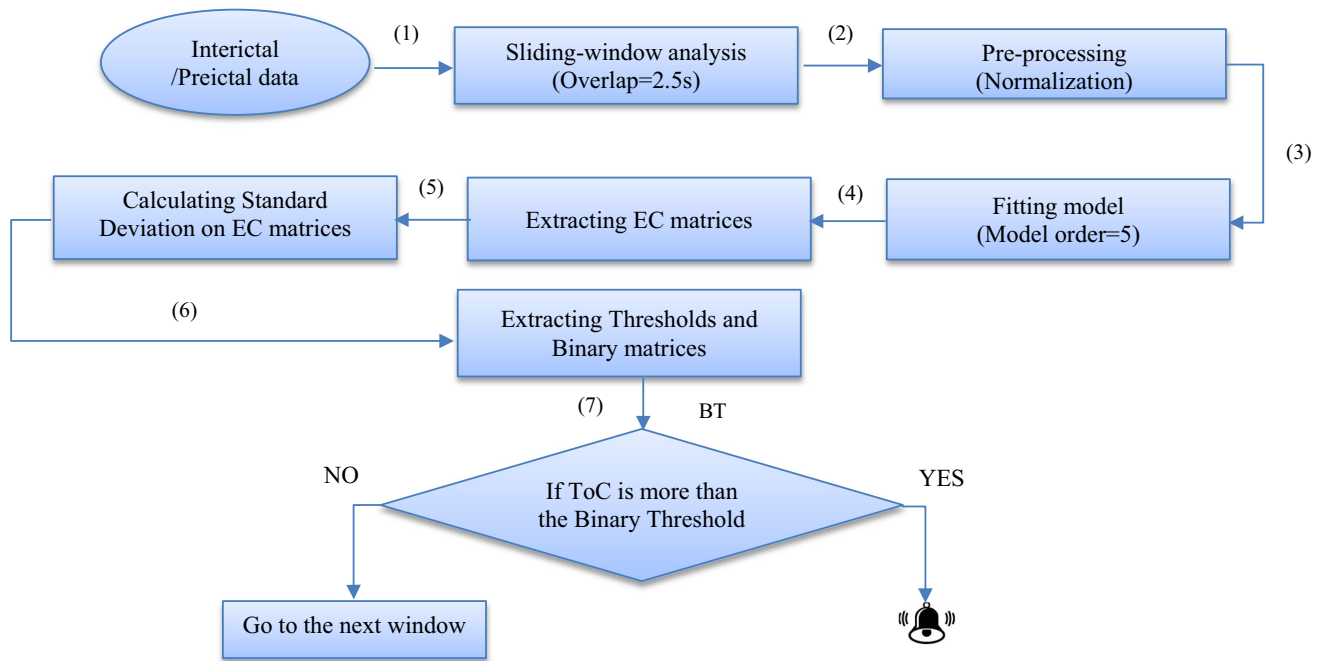 Interictal
/Preictal data
(1)
Sliding-window analysis
(Overlap=2.5s)
(2)
Pre-processing
(Normalization)
(3)
Fitting model
(Model order=5)
(4)
Extracting EC matrices
(5)
Calculating Standard
Deviation on EC matrices
(6)
Extracting Thresholds and
Binary matrices
(7)
BT
If ToC is more than
the Binary Threshold
NO
YES
Go to the next window